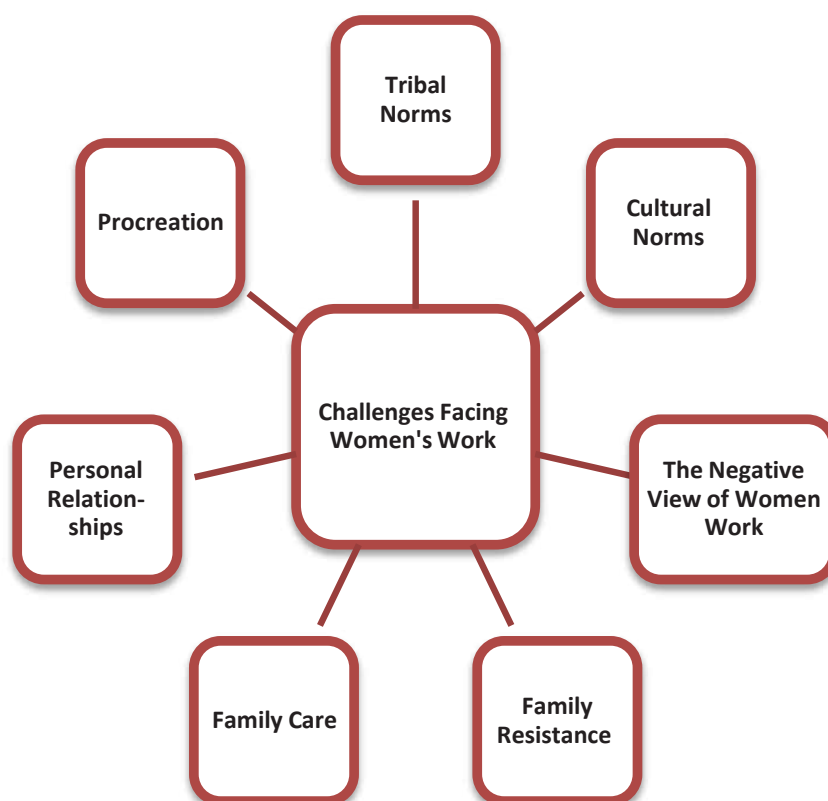 Tribal
Norms
Procreation
Cultural
Norms
Challenges Facing
Women's Work
Personal
Relation-
ships
The Negative
View of Women
Work
Family Care
Family
Resistance